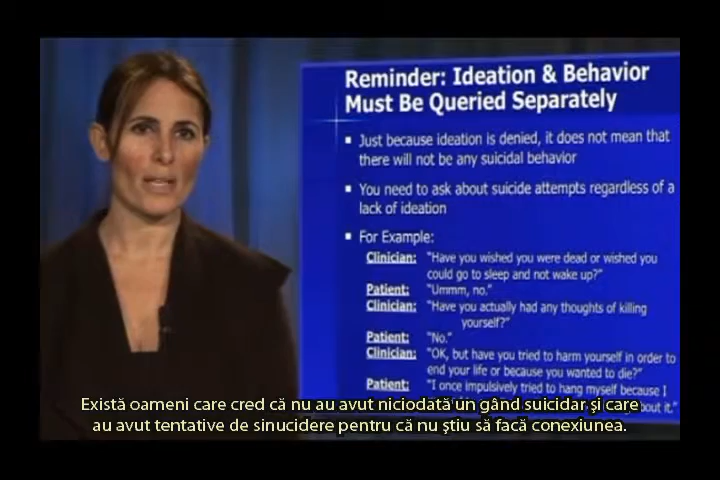 Reminder: Ideation & Behavior
Must Be Queried Separately
Just because ideation is denied, it does not mean that
there will not be any suicidal behavior
You need to ask about suicide attempts regardless of a
lack of ideation
For Example:
Clinician: "Have you wished you were dead or wished you
could go to sleep and not wake up?"
Patient: "Ummm, no."
Clinician: "Have you actually had any thoughts of killing
yourself?"
Patient: "No."
Clinician: "OK, but have you tried to harm yourself in order to
end your life or because you wanted to die?"
Patient: "I once impulsively tried to hang myself because I
out it."
Există oameni care cred că nu au avut niciodată un gând suicidar şi care
au avut tentative de sinucidere pentru că nu ştiu să facă conexiunea.